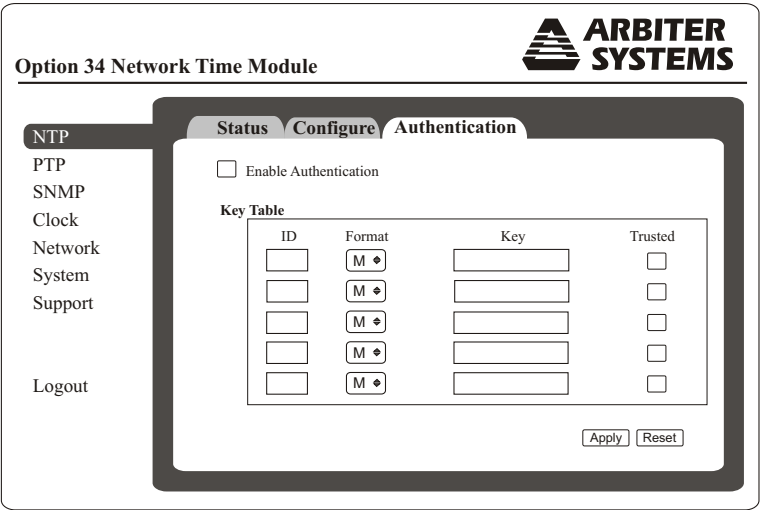 ARBITER
SYSTEMS
Option 34 Network Time Module
NTP
PTP
SNMP
Clock
Network
System
Support
Logout
Status Configure Authentication
Enable Authentication
Key Table
ID Format Key Trusted
M
M
M
M
M
Apply Reset